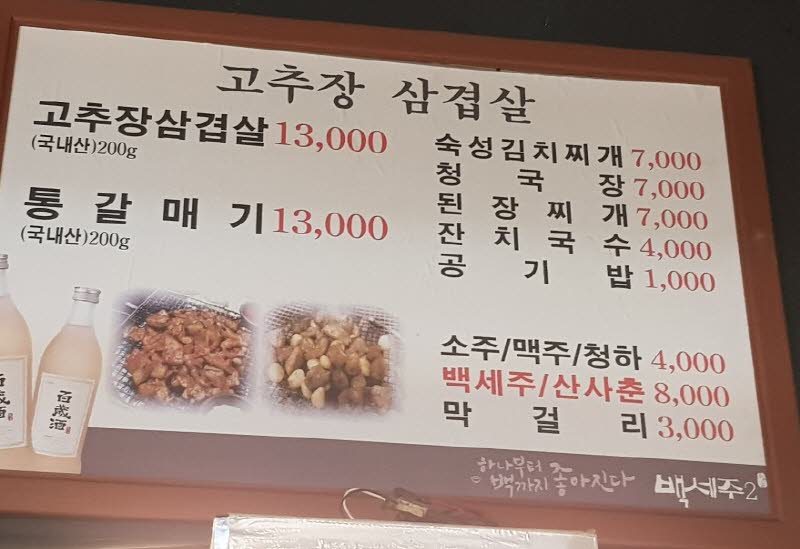 고추장 삼겹살
고추장삼겹살 13,000
(국내산)200g
통갈매기 13,000
(국내산)200g
숙성김치찌개 7,000
청국장 7,000
된장찌개 7,000
잔치국수 4,000
공기밥 1,000
소주/맥주/청하 4,000
백세주/산사춘 8,000
막걸리 3,000
百歲酒
하나부터
백까지 좋아진다
백세주2